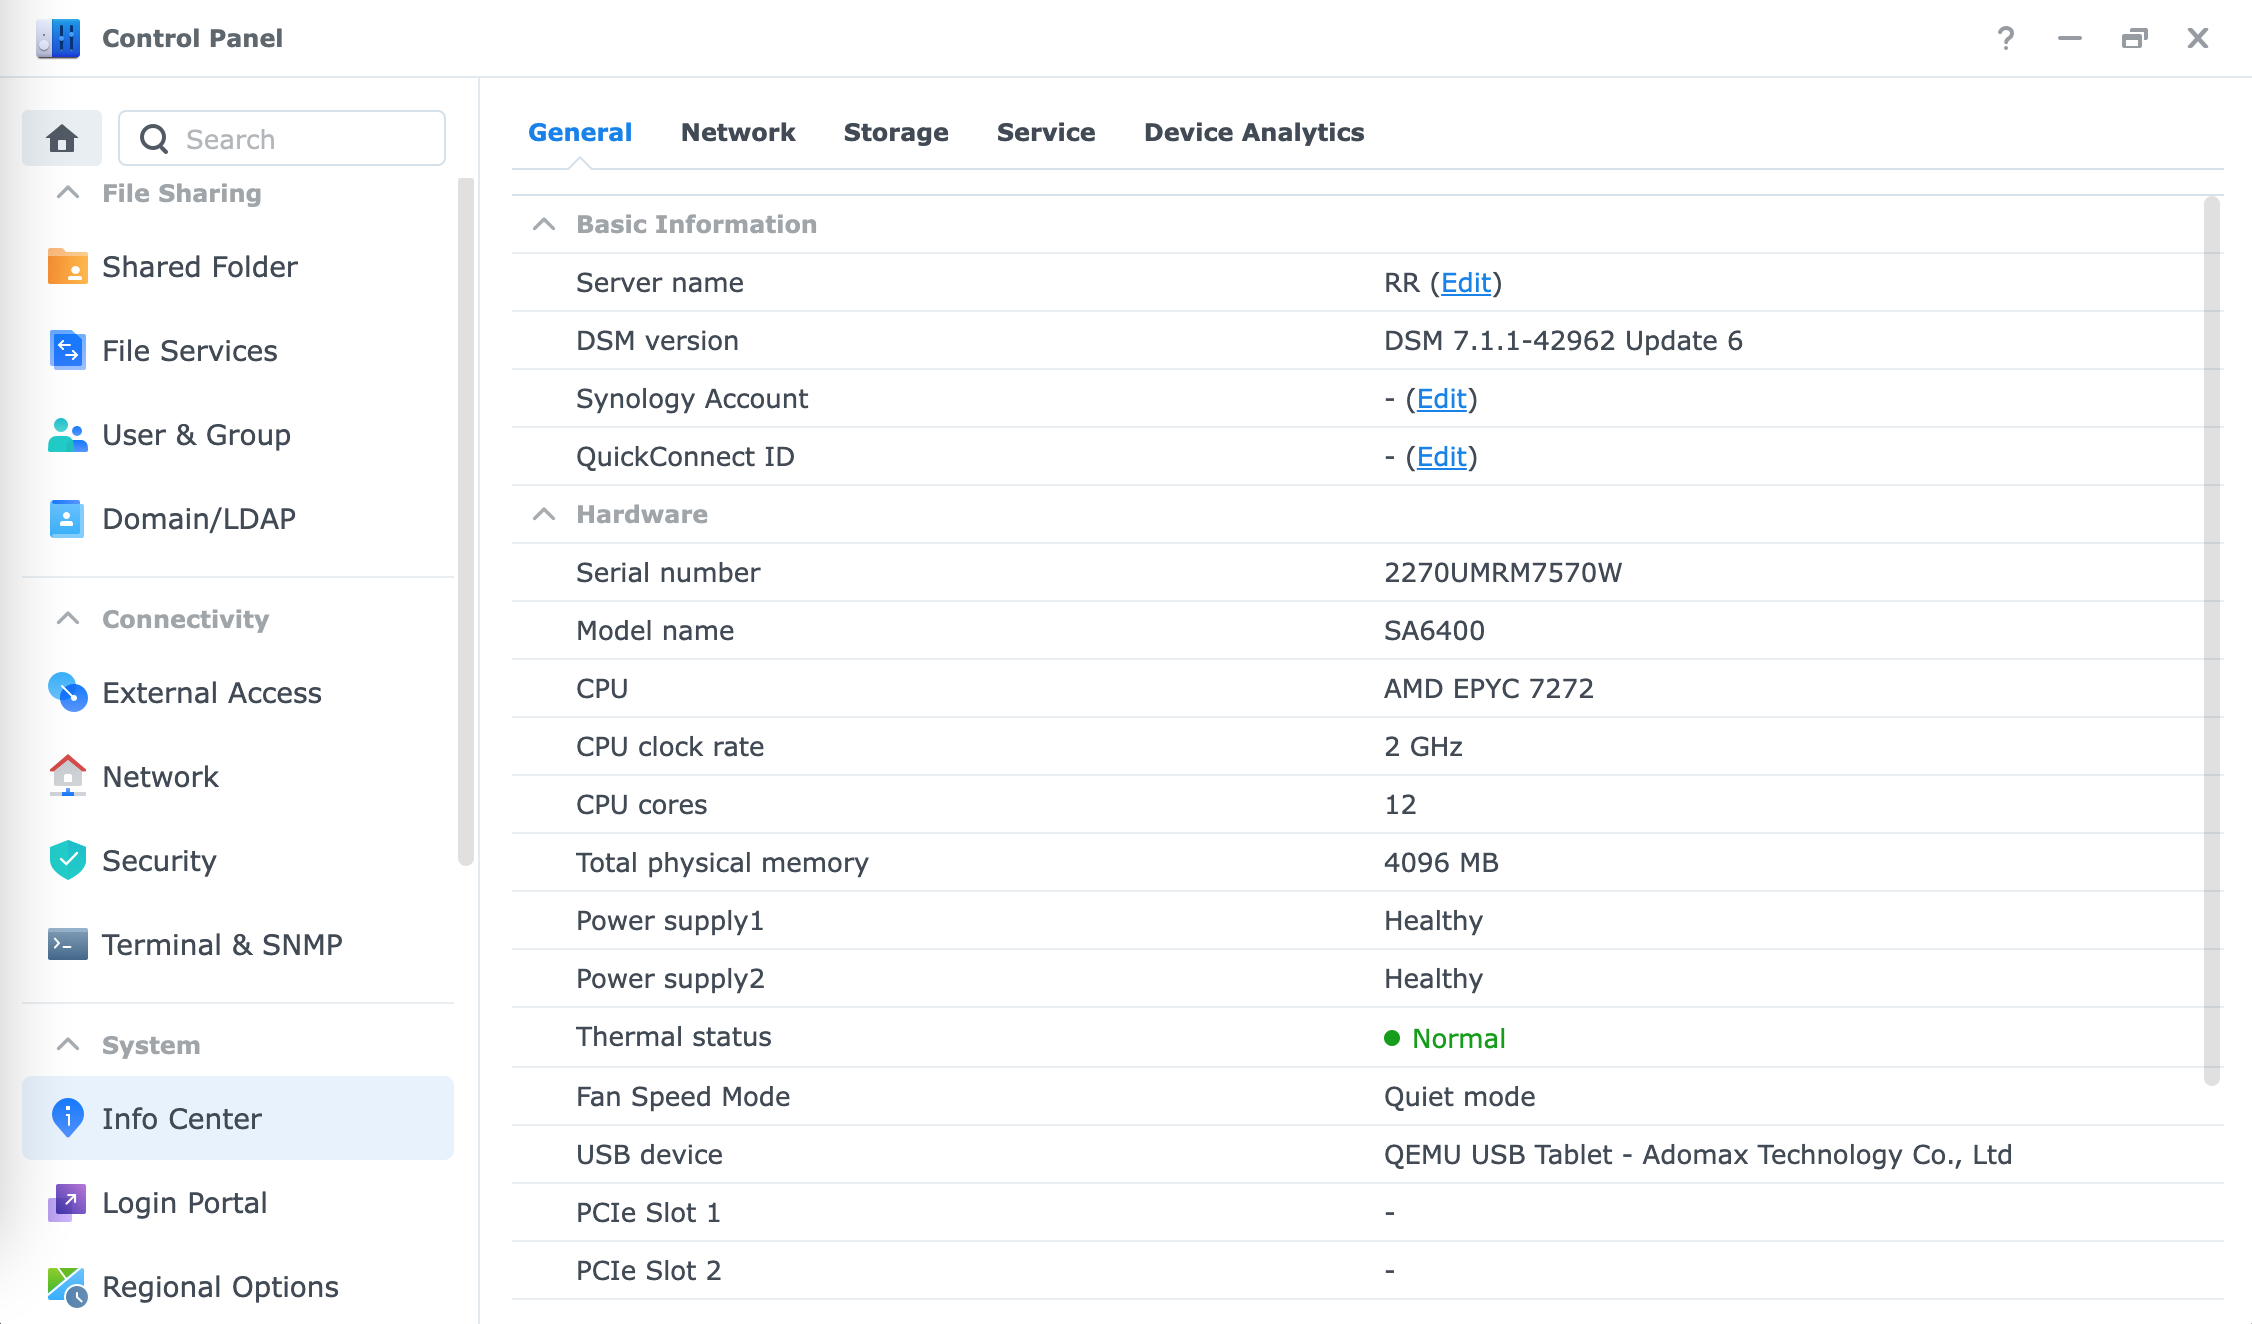 Control Panel
Search
File Sharing
Shared Folder
File Services
User & Group
Domain/LDAP
Connectivity
External Access
Network
Security
Terminal & SNMP
System
Info Center
Login Portal
Regional Options
General Network Storage Service Device Analytics
Basic Information
Server name RR (Edit)
DSM version DSM 7.1.1-42962 Update 6
Synology Account - (Edit)
QuickConnect ID - (Edit)
Hardware
Serial number 2270UMRM7570W
Model name SA6400
CPU AMD EPYC 7272
CPU clock rate 2 GHz
CPU cores 12
Total physical memory 4096 MB
Power supply1 Healthy
Power supply2 Healthy
Thermal status Normal
Fan Speed Mode Quiet mode
USB device QEMU USB Tablet - Adomax Technology Co., Ltd
PCIe Slot 1 -
PCIe Slot 2 -